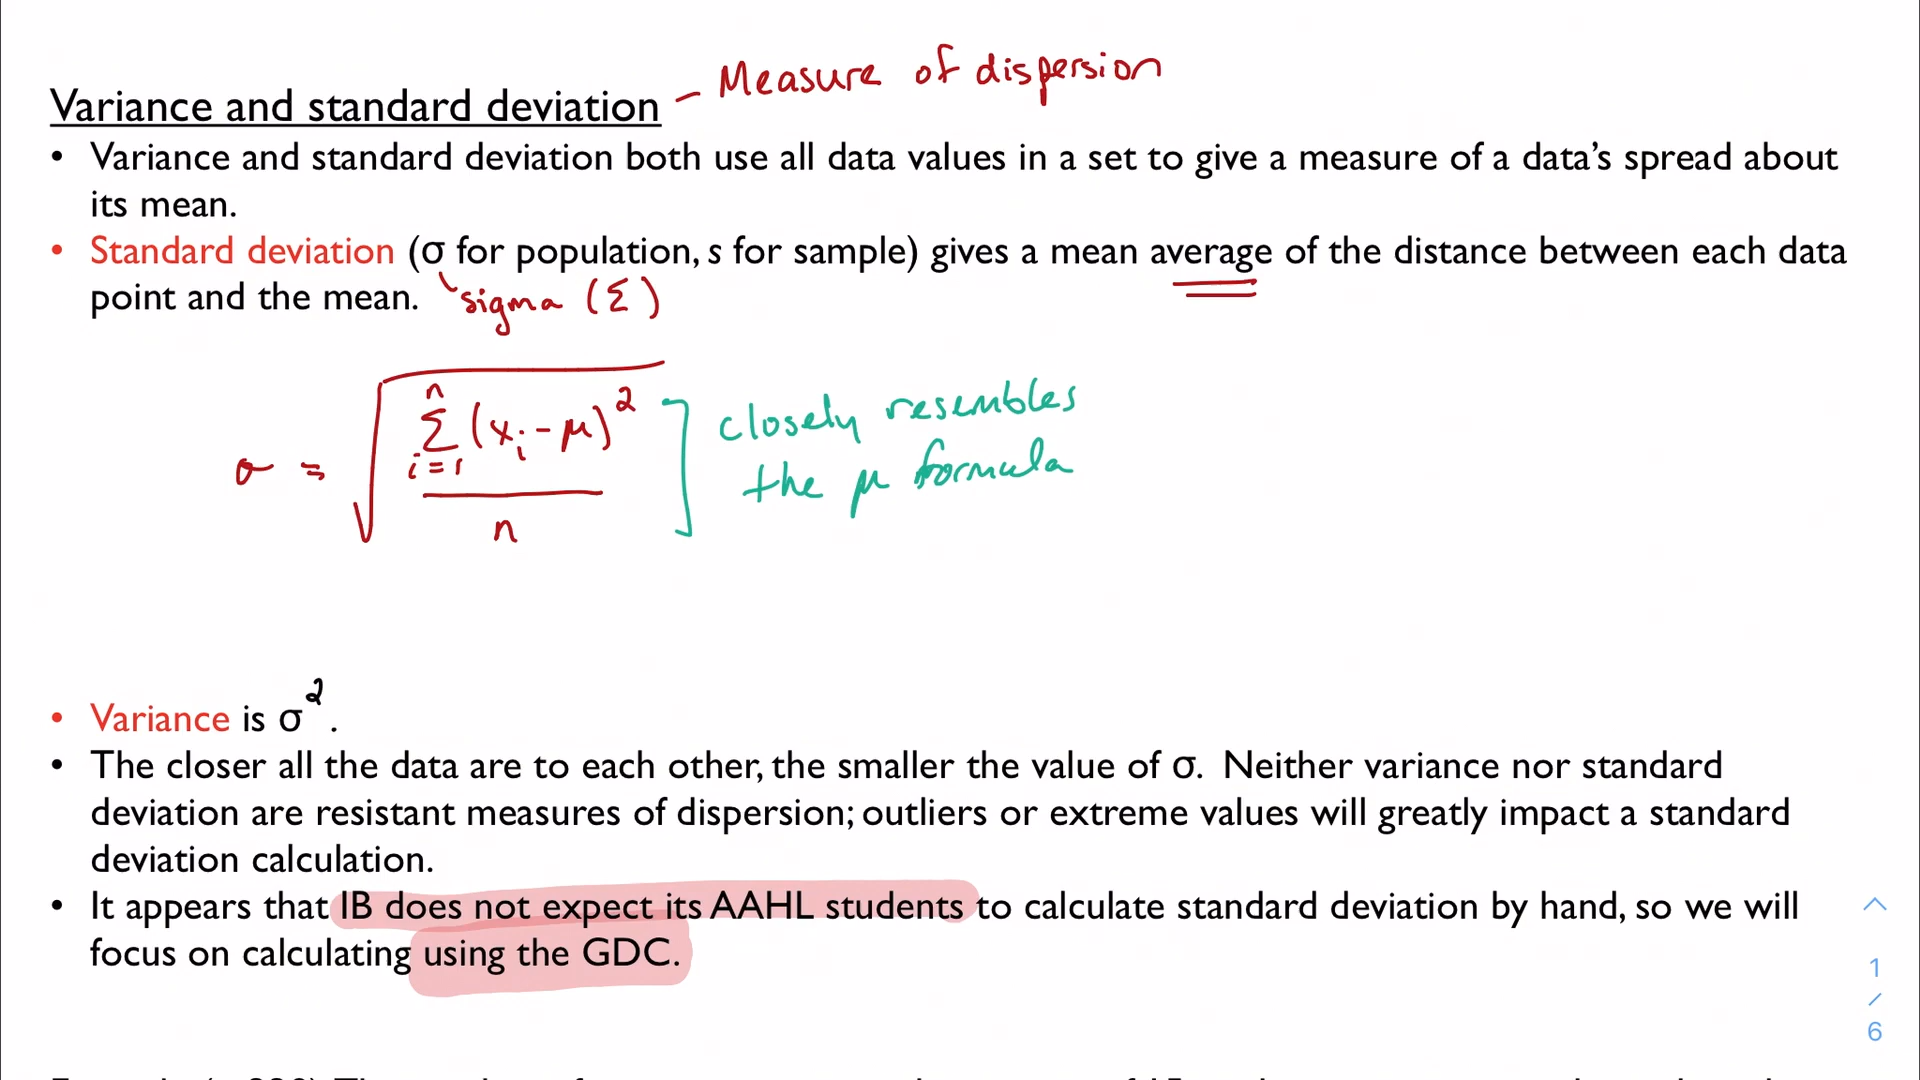 Variance and standard deviation - Measure of dispersion
• Variance and standard deviation both use all data values in a set to give a measure of a data's spread about
its mean.
• Standard deviation (σ for population, s for sample) gives a mean average of the distance between each data
point and the mean.
sigma (Σ)
σ = √(Σ_{i=1}^{n} (x_i - μ)² / n)
closely resembles
the μ formula
• Variance is σ².
• The closer all the data are to each other, the smaller the value of σ. Neither variance nor standard
deviation are resistant measures of dispersion; outliers or extreme values will greatly impact a standard
deviation calculation.
• It appears that IB does not expect its AAHL students to calculate standard deviation by hand, so we will
focus on calculating using the GDC.
1
/
6